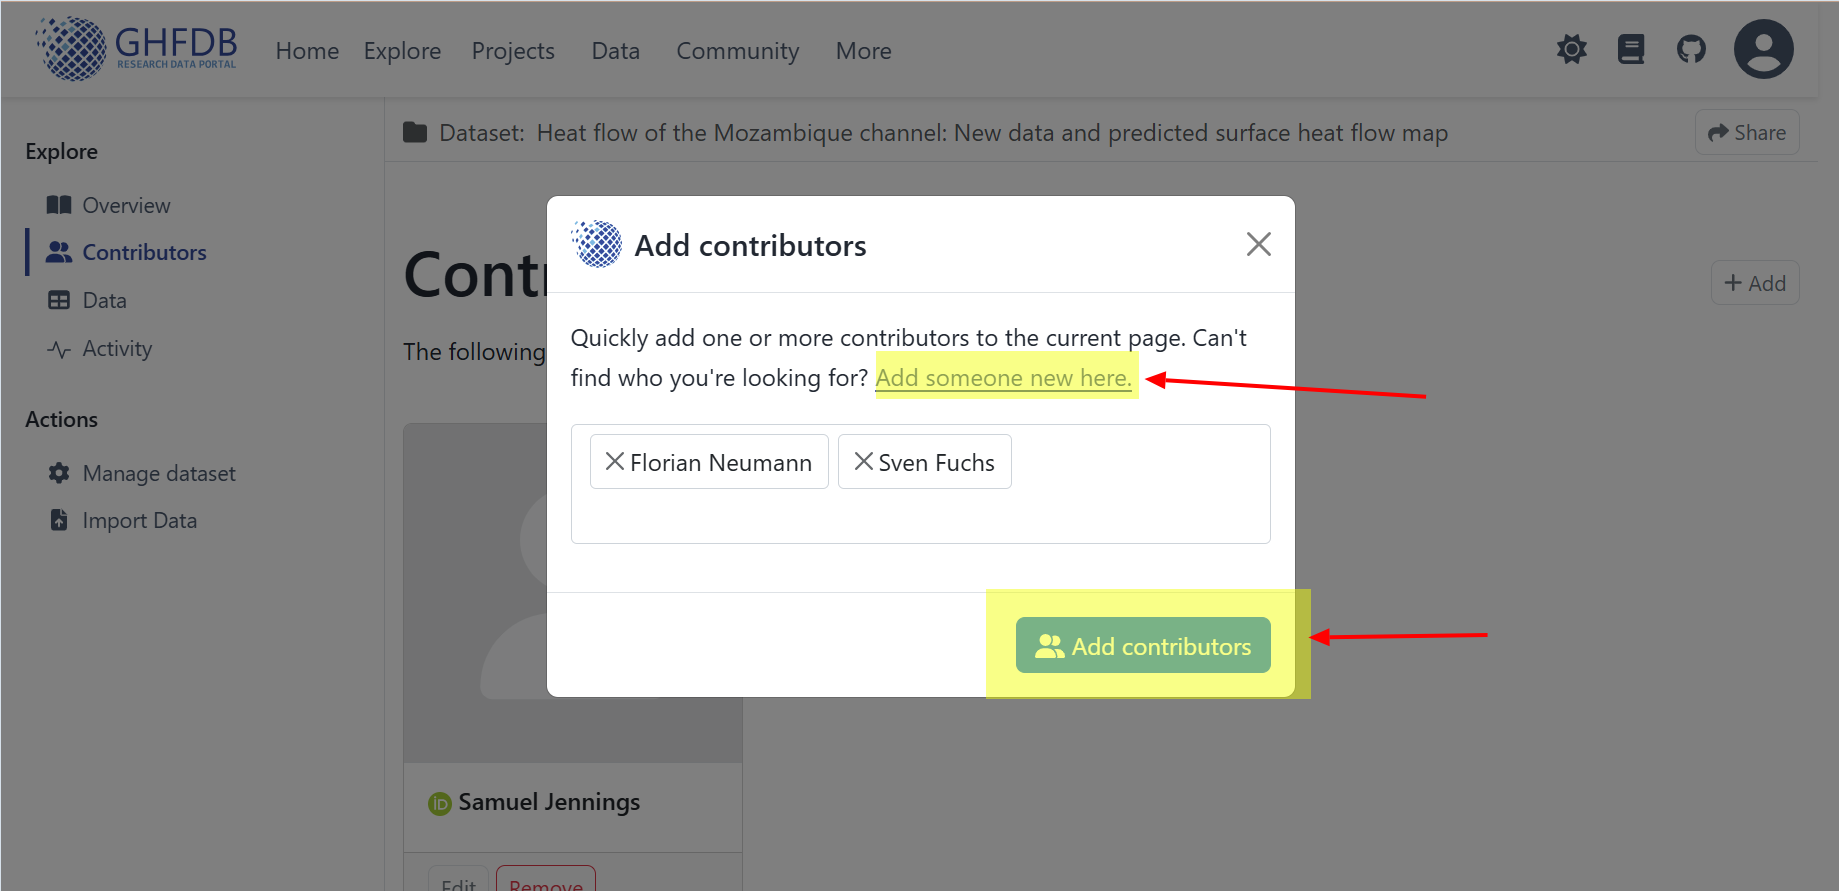 GHFDB
RESEARCH DATA PORTAL
Home Explore Projects Data Community More
Dataset: Heat flow of the Mozambique channel: New data and predicted surface heat flow map
Share
Explore
Overview
Contributors
Data
Activity
Actions
Manage dataset
Import Data
Cont
Add
The following
Add contributors
Quickly add one or more contributors to the current page. Can't
find who you're looking for? Add someone new here.
Florian Neumann Sven Fuchs
Add contributors
iD Samuel Jennings
Edit Remove